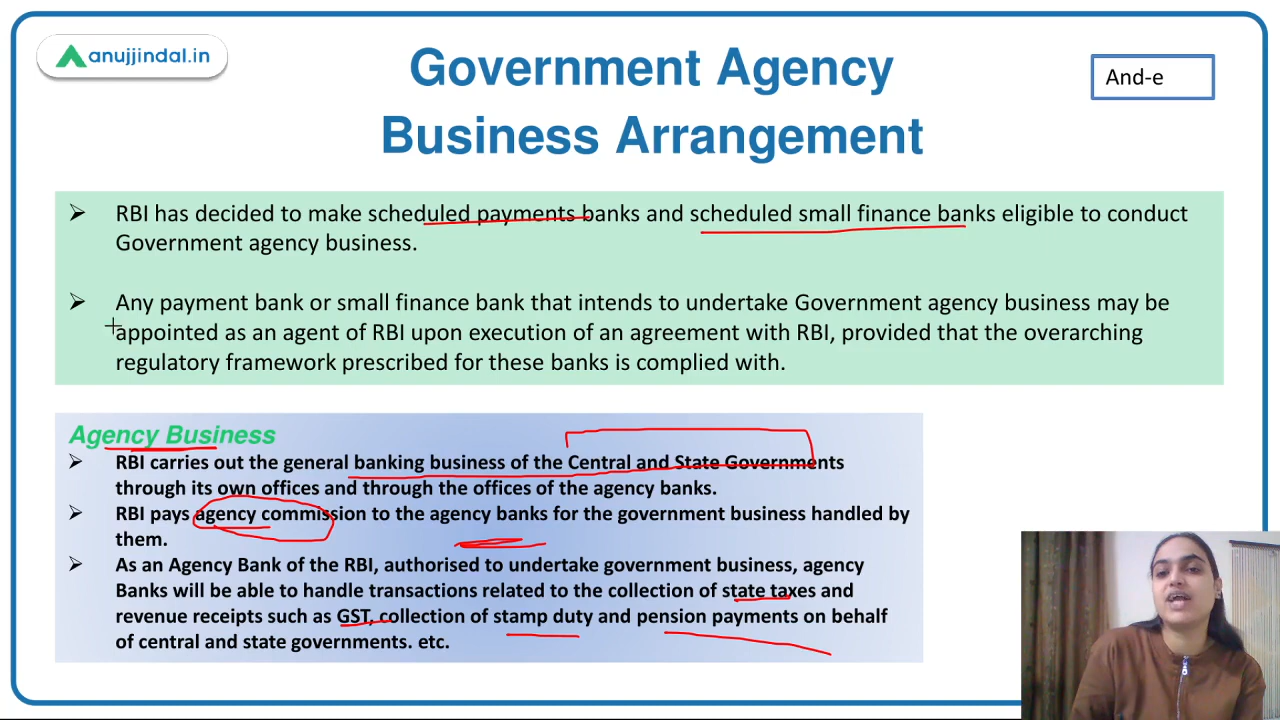 anujjindal.in
Government Agency
Business Arrangement
And-e
➢ RBI has decided to make scheduled payments banks and scheduled small finance banks eligible to conduct
Government agency business.
➢ Any payment bank or small finance bank that intends to undertake Government agency business may be
appointed as an agent of RBI upon execution of an agreement with RBI, provided that the overarching
regulatory framework prescribed for these banks is complied with.
Agency Business
➢ RBI carries out the general banking business of the Central and State Governments
through its own offices and through the offices of the agency banks.
➢ RBI pays agency commission to the agency banks for the government business handled by
them.
➢ As an Agency Bank of the RBI, authorised to undertake government business, agency
Banks will be able to handle transactions related to the collection of state taxes and
revenue receipts such as GST, collection of stamp duty and pension payments on behalf
of central and state governments. etc.